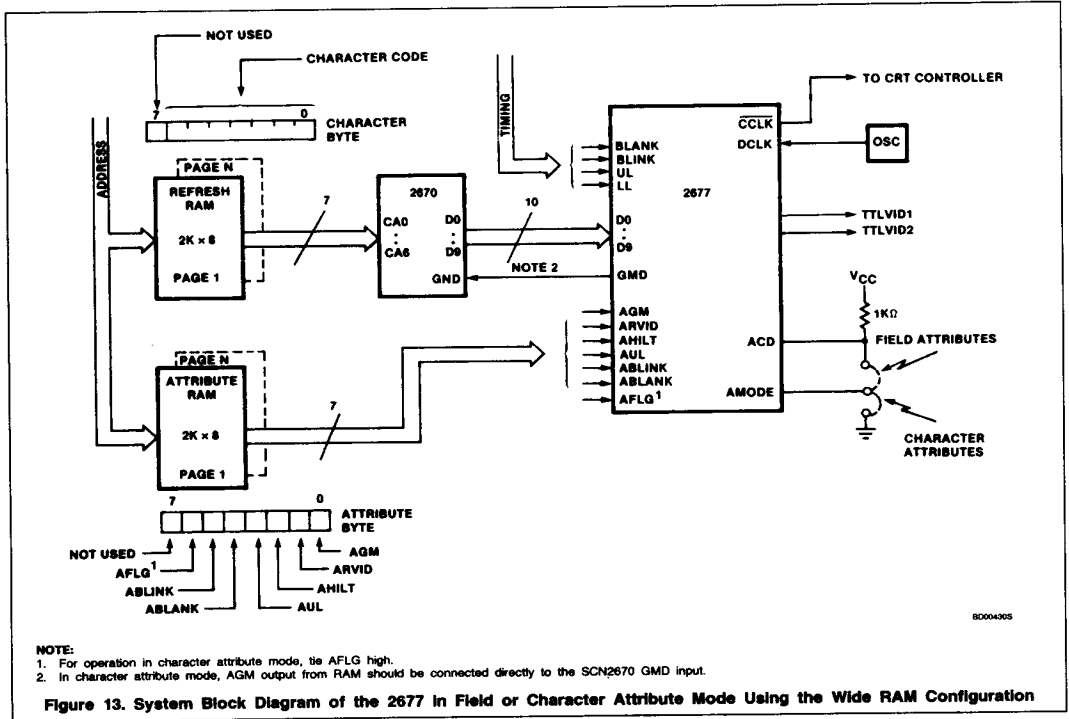 NOT USED
CHARACTER CODE
7
0
CHARACTER
BYTE
ADDRESS
PAGE N
REFRESH
RAM
2K × 8
PAGE 1
7
2670
CA0
:
CA6
D0
:
D9
GND
10
NOTE 2
TIMING
BLANK
BLINK
UL
LL
D0
:
D9
GMD
AGM
ARVID
AHILT
AUL
ABLINK
ABLANK
AFLG1
2677
CCLK
DCLK
ACD
AMODE
TO CRT CONTROLLER
OSC
TTLVID1
TTLVID2
VCC
1KΩ
FIELD ATTRIBUTES
CHARACTER
ATTRIBUTES
PAGE N
ATTRIBUTE
RAM
2K × 8
PAGE 1
7
7
0
ATTRIBUTE
BYTE
NOT USED
AFLG1
ABLINK
ABLANK
AGM
ARVID
AHILT
AUL
BD00430S
NOTE:
1. For operation in character attribute mode, tie AFLG high.
2. In character attribute mode, AGM output from RAM should be connected directly to the SCN2670 GMD input.
Figure 13. System Block Diagram of the 2677 in Field or Character Attribute Mode Using the Wide RAM Configuration